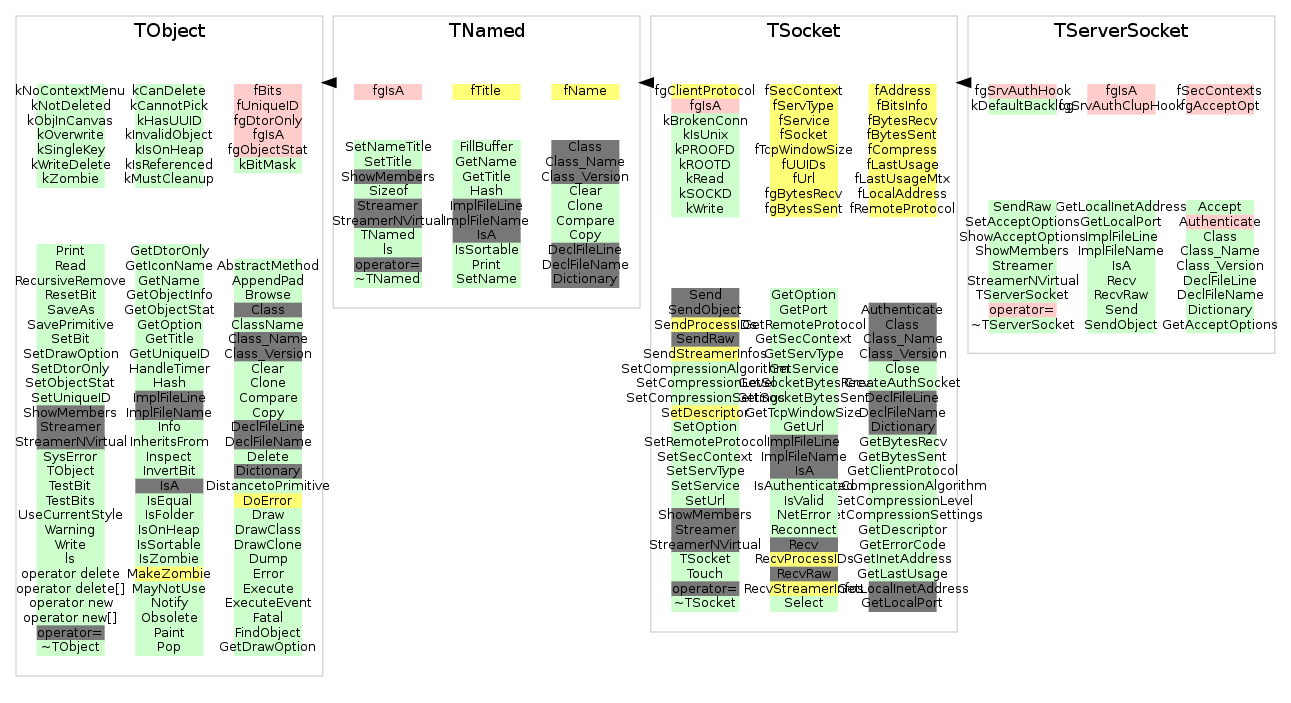 TObject
kNoContextMenu
kNotDeleted
kObjInCanvas
kOverwrite
kSingleKey
kWriteDelete
kZombie
kCanDelete
kCannotPick
kHasUUID
kInvalidObject
kIsOnHeap
kIsReferenced
kMustCleanup
fBits
fUniqueID
fgDtorOnly
fgIsA
fgObjectStat
kBitMask
Print
Read
RecursiveRemove
ResetBit
SaveAs
SavePrimitive
SetBit
SetDrawOption
SetDtorOnly
SetObjectStat
SetUniqueID
ShowMembers
Streamer
StreamerNVirtual
SysError
TObject
TestBit
TestBits
UseCurrentStyle
Warning
Write
ls
operator delete
operator delete[]
operator new
operator new[]
operator=
~TObject
GetDtorOnly
GetIconName
GetName
GetObjectInfo
GetObjectStat
GetOption
GetTitle
GetUniqueID
HandleTimer
Hash
ImplFileLine
ImplFileName
Info
InheritsFrom
Inspect
InvertBit
IsA
IsEqual
IsFolder
IsOnHeap
IsSortable
IsZombie
MakeZombie
MayNotUse
Notify
Obsolete
Paint
Pop
AbstractMethod
AppendPad
Browse
Class
ClassName
Class_Name
Class_Version
Clear
Clone
Compare
Copy
DeclFileLine
DeclFileName
Delete
Dictionary
DistancetoPrimitive
DoError
Draw
DrawClass
DrawClone
Dump
Error
Execute
ExecuteEvent
Fatal
FindObject
GetDrawOption
TNamed
fgIsA
fTitle
fName
SetNameTitle
SetTitle
ShowMembers
Sizeof
Streamer
StreamerNVirtual
TNamed
ls
operator=
~TNamed
FillBuffer
GetName
GetTitle
Hash
ImplFileLine
ImplFileName
IsA
IsSortable
Print
SetName
Class
Class_Name
Class_Version
Clear
Clone
Compare
Copy
DeclFileLine
DeclFileName
Dictionary
TSocket
fgClientProtocol
fgIsA
kBrokenConn
kIsUnix
kPROOFD
kROOTD
kRead
kSOCKD
kWrite
fSecContext
fServType
fService
fSocket
fTcpWindowSize
fUUIDs
fUrl
fgBytesRecv
fgBytesSent
fAddress
fBitsInfo
fBytesRecv
fBytesSent
fCompress
fLastUsage
fLastUsageMtx
fLocalAddress
fRemoteProtocol
Send
SendObject
SendProcessIDs
SendRaw
SendStreamerInfos
SetCompressionAlgorithm
SetCompressionLevel
SetCompressionSettings
SetDescriptor
SetOption
SetRemoteProtocol
SetSecContext
SetServType
SetService
SetUrl
ShowMembers
Streamer
StreamerNVirtual
TSocket
Touch
operator=
~TSocket
GetOption
GetPort
GetRemoteProtocol
GetSecContext
GetServType
GetService
GetSocketBytesRecv
GetSocketBytesSent
GetTcpWindowSize
GetUrl
ImplFileLine
ImplFileName
IsA
IsAuthenticated
IsValid
NetError
Reconnect
Recv
RecvProcessIDs
RecvRaw
RecvStreamerInfos
Select
Authenticate
Class
Class_Name
Class_Version
Close
CreateAuthSocket
DeclFileLine
DeclFileName
Dictionary
GetBytesRecv
GetBytesSent
GetClientProtocol
CompressionAlgorithm
GetCompressionLevel
etCompressionSettings
GetDescriptor
GetErrorCode
GetInetAddress
GetLastUsage
GetLocalInetAddress
GetLocalPort
TServerSocket
fgSrvAuthHook
kDefaultBacklog
fgIsA
fgSrvAuthClupHook
fSecContexts
fgAcceptOpt
SendRaw
SetAcceptOptions
ShowAcceptOptions
ShowMembers
Streamer
StreamerNVirtual
TServerSocket
operator=
~TServerSocket
GetLocalInetAddress
GetLocalPort
ImplFileLine
ImplFileName
IsA
Recv
RecvRaw
Send
SendObject
Accept
Authenticate
Class
Class_Name
Class_Version
DeclFileLine
DeclFileName
Dictionary
GetAcceptOptions